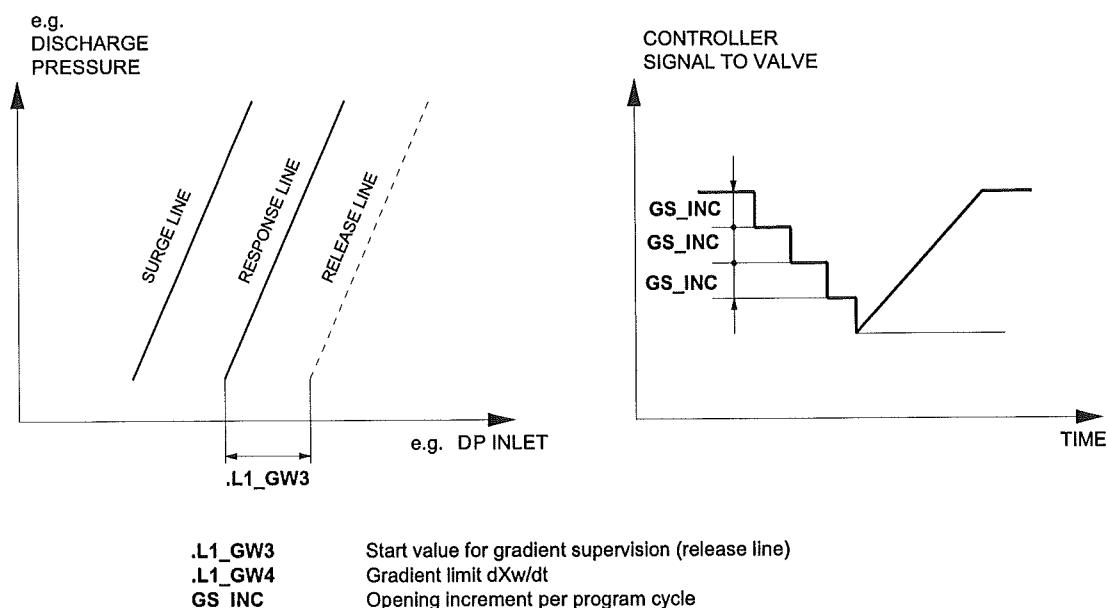 e.g.
DISCHARGE
PRESSURE
SURGE LINE
RESPONSE LINE
RELEASE LINE
e.g. DP INLET
.L1_GW3
CONTROLLER
SIGNAL TO VALVE
GS_INC
GS_INC
GS_INC
TIME
.L1_GW3 Start value for gradient supervision (release line)
.L1_GW4 Gradient limit dXw/dt
GS_INC Opening increment per program cycle